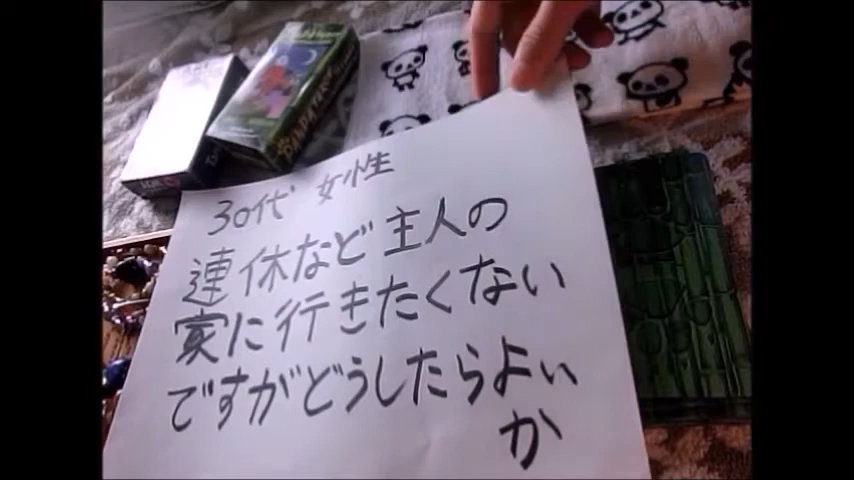 30代 女性
連休など主人の
実に行きたくない
ですがどうしたらよい
か